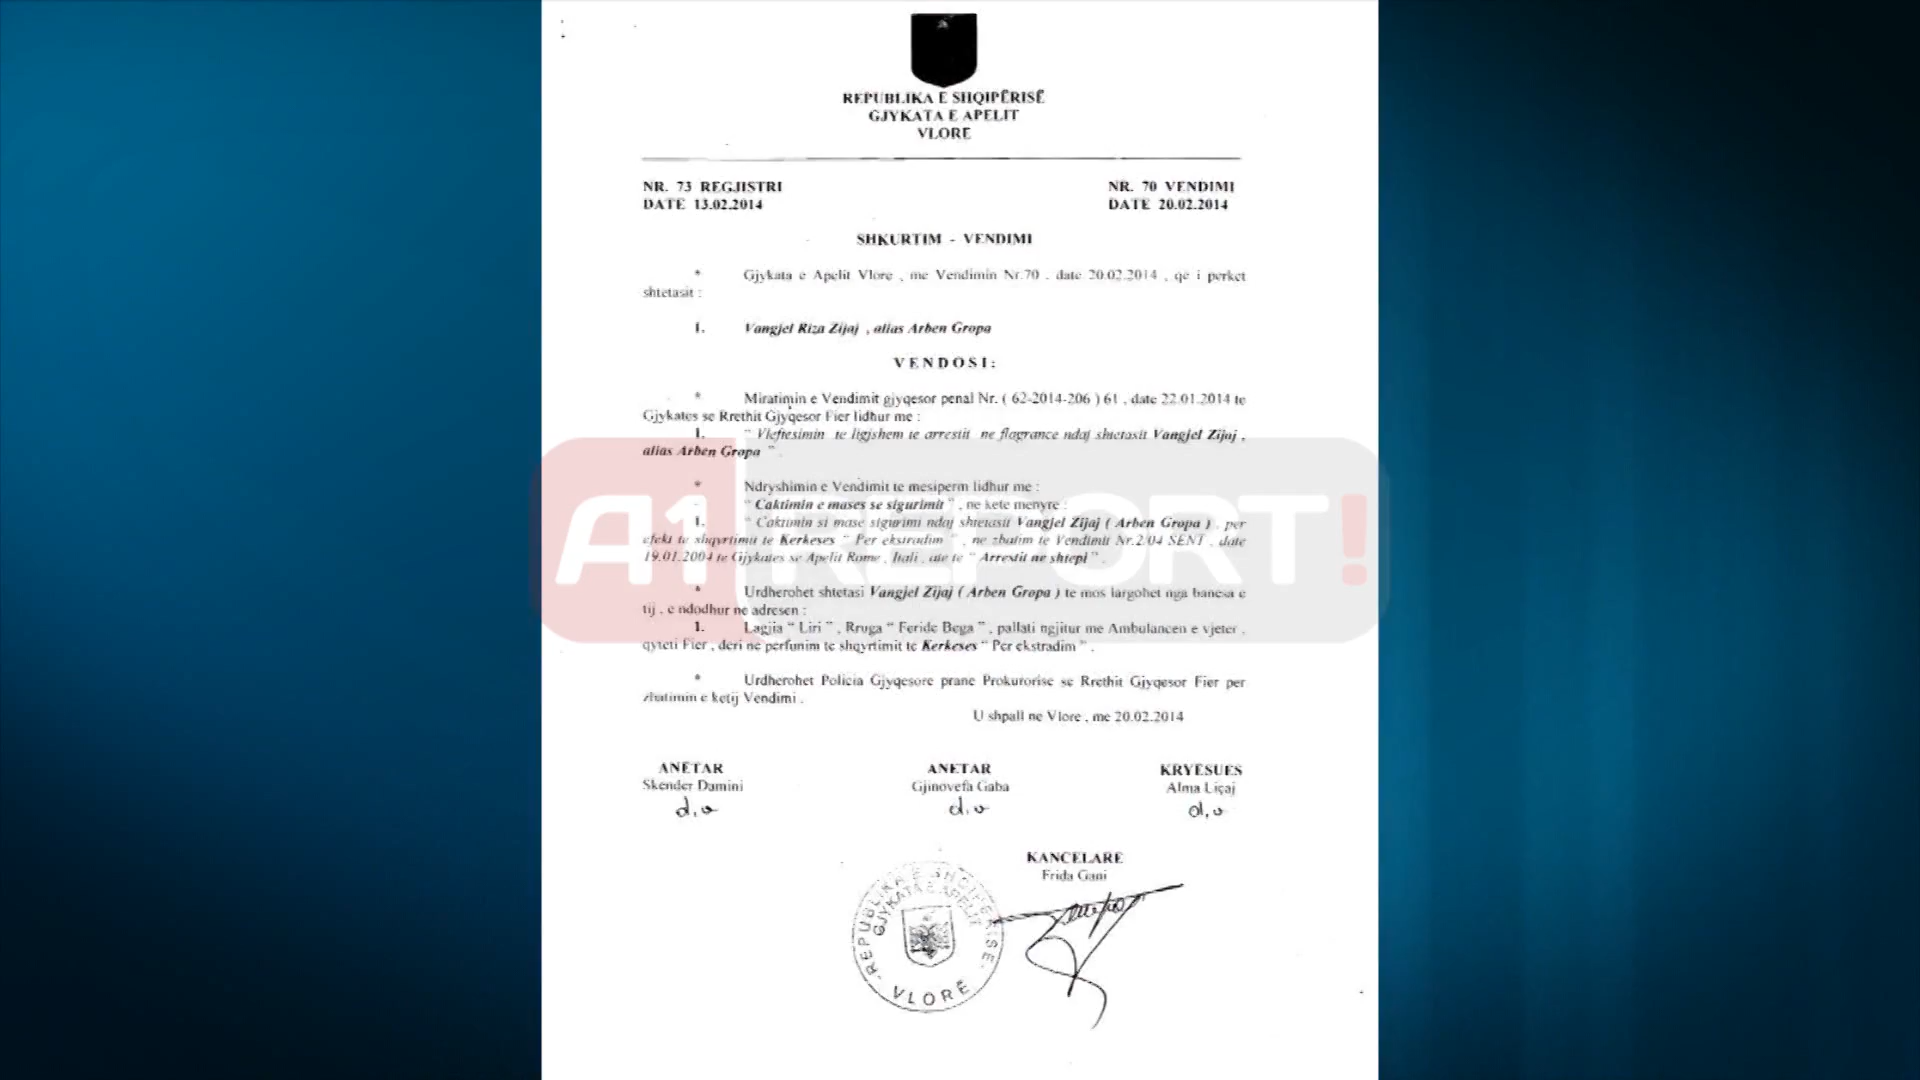 REPUBLIKA E SHQIPËRISË
GJYKATA E APELIT
VLORE
NR. 73 REGJISTRI
NR. 70 VENDIMI
DATE 13.02.2014
DATE 20.02.2014
SHKURTIM - VENDIMI
* Gjykata e Apelit Vlore , me Vendimin Nr.70 . date 20.02.2014 , qe i perket
shtetasit :
1. Vangjel Riza Zijaj , alias Arben Gropa
VENDOSI:
* Miratimin e Vendimit gjyqesor penal Nr. ( 62-2014-206 ) 61 , date 22.01.2014 te
Gjykates se Rrethit Gjyqesor Fier lidhur me :
1. " Vleftesimin te ligjshem te arrestit ne flagrance ndaj shtetasit Vangjel Zijaj ,
alias Arben Gropa " .
* Ndryshimin e Vendimit te mesiperm lidhur me :
- " Caktimin e mases se sigurimit " , ne kete menyre :
1. " Caktimin si mase sigurimi ndaj shtetasit Vangjel Zijaj ( Arben Gropa ) , per
efekt te shqyrtimit te Kerkeses " Per ekstradim " , ne zbatim te Vendimit Nr.2/04 SENT , date
19.01.2004 te Gjykates se Apelit Rome , Itali , ate te " Arrestit ne shtepi " .
* Urdherohet shtetasi Vangjel Zijaj ( Arben Gropa ) te mos largohet nga banesa e
tij , e ndodhur ne adresen :
1. Lagjia " Liri " , Rruga " Feride Bega " , pallati ngjitur me Ambulancen e vjeter ,
qyteti Fier , deri ne perfunim te shqyrtimit te Kerkeses " Per ekstradim " .
* Urdherohet Policia Gjyqesore prane Prokurorise se Rrethit Gjyqesor Fier per
zbatimin e ketij Vendimi .
U shpall ne Vlore , me 20.02.2014
A1 REPORT!
ANETAR
ANETAR
KRYESUES
Skender Damini
Gjinovefa Gaba
Alma Liçaj
d.v
d.v
d.v
KANCELARE
Frida Gani
REPUBLIKA E SHQIPERISE
GJYKATA E APELIT
VLORË